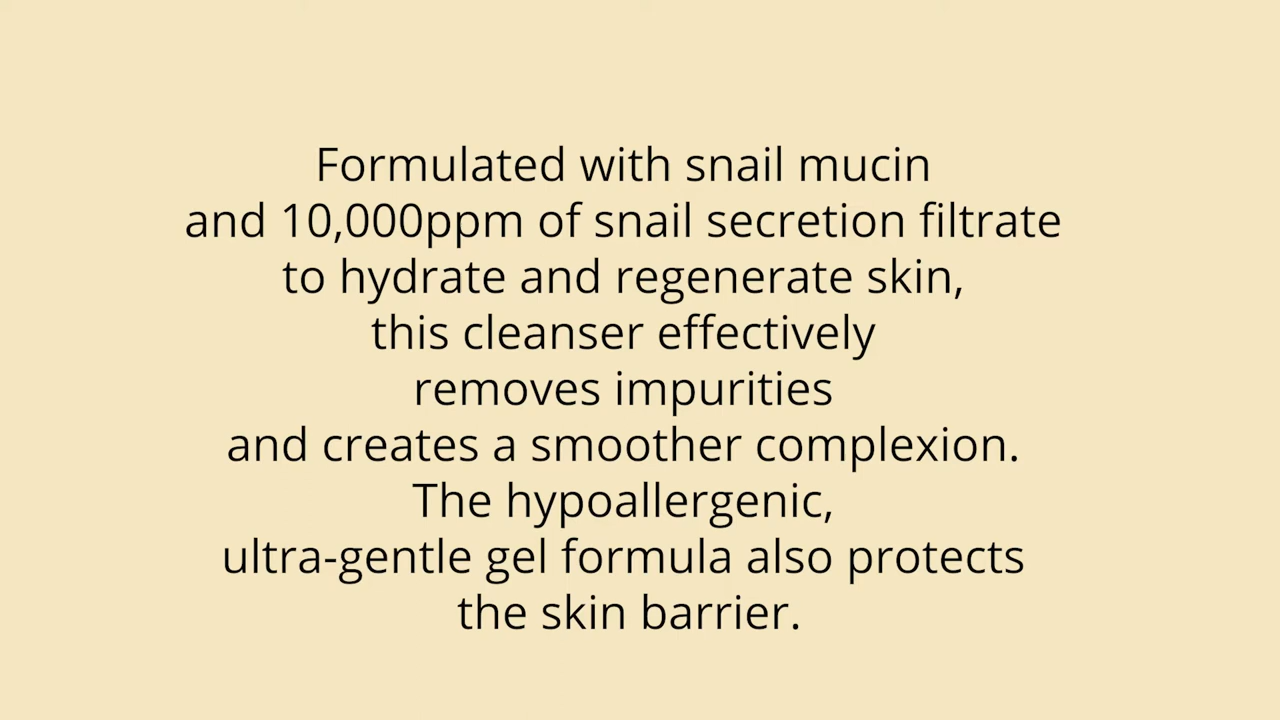 Formulated with snail mucin
and 10,000ppm of snail secretion filtrate
to hydrate and regenerate skin,
this cleanser effectively
removes impurities
and creates a smoother complexion.
The hypoallergenic,
ultra-gentle gel formula also protects
the skin barrier.